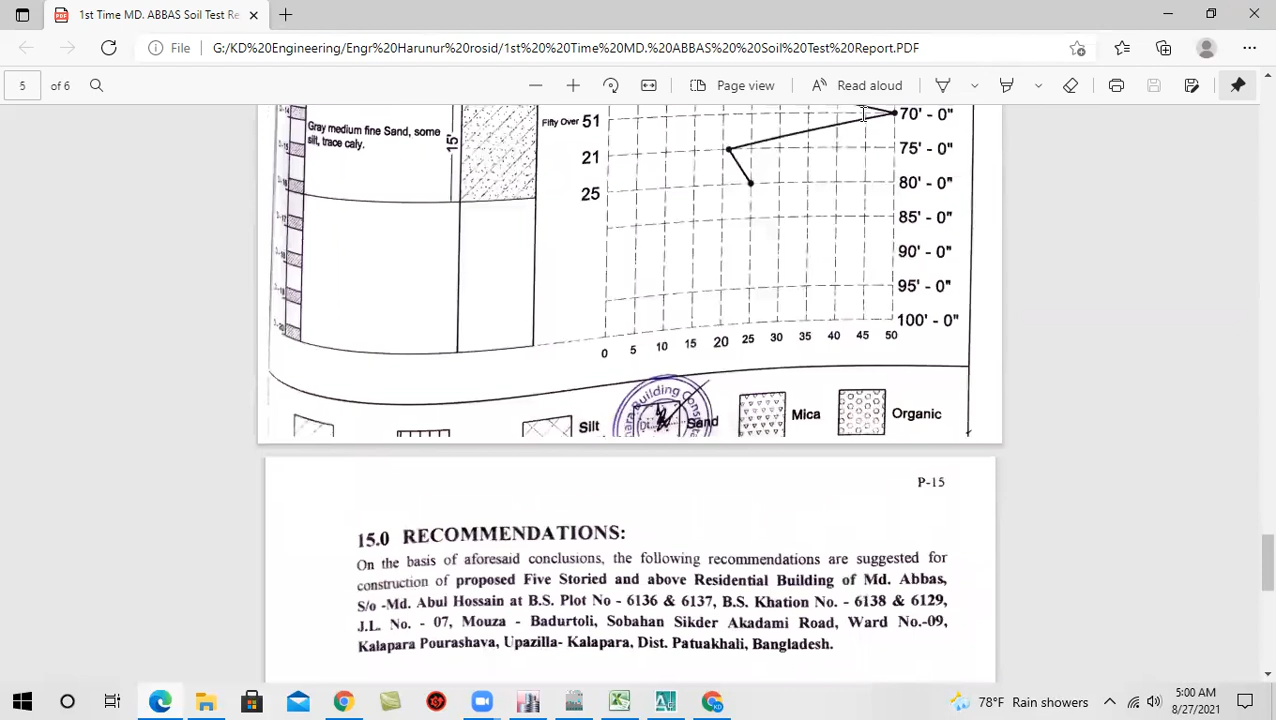 1st Time MD. ABBAS Soil Test Re
File
G:/KD%20Engineering/Engr%20Harunur%20rosid/1st%20%20Time%20MD.%20ABBAS%20%20Soil%20Test%20Report.PDF
5 of 6
Page view
Read aloud
Gray medium fine Sand, some
silt, trace caly.
15'
Fifty Over 51
21
25
70' - 0"
75' - 0"
80' - 0"
85' - 0"
90' - 0"
95' - 0"
100' - 0"
0 5 10 15 20 25 30 35 40 45 50
Silt
Building
Sand
Mica
Organic
P-15
15.0 RECOMMENDATIONS:
On the basis of aforesaid conclusions, the following recommendations are suggested for
construction of proposed Five Storied and above Residential Building of Md. Abbas,
S/o -Md. Abul Hossain at B.S. Plot No - 6136 & 6137, B.S. Khation No. - 6138 & 6129,
J.L. No. - 07, Mouza - Badurtoli, Sobahan Sikder Akadami Road, Ward No.-09,
Kalapara Pourashava, Upazilla- Kalapara, Dist. Patuakhali, Bangladesh.
78°F Rain showers
5:00 AM
8/27/2021